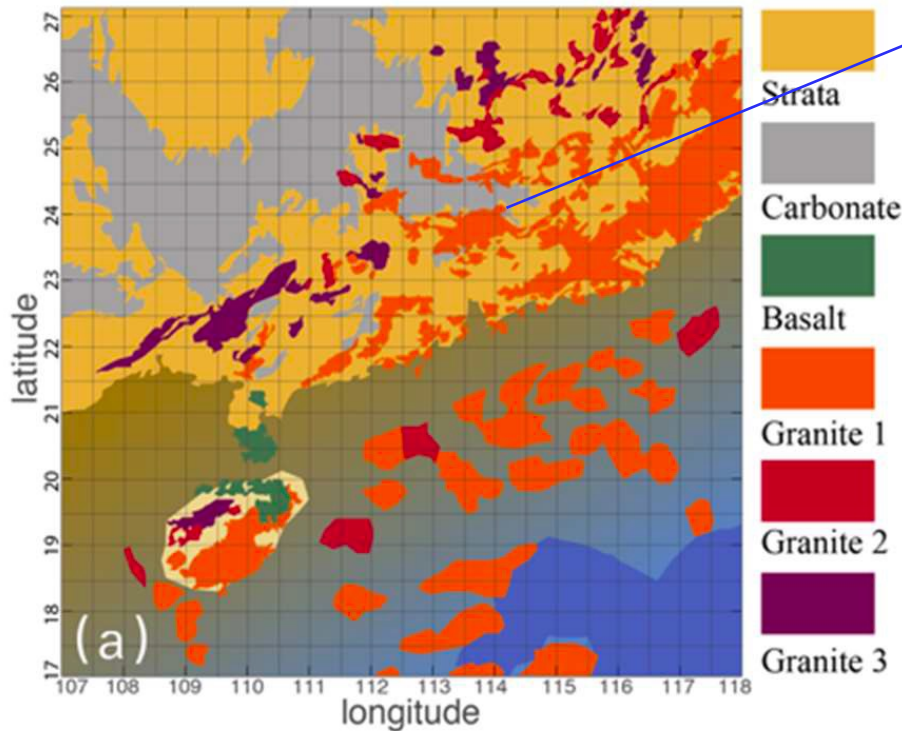 27
26
25
24
23
22
21
20
19
18
17
latitude
(a)
107 108 109 110 111 112 113 114 115 116 117 118
longitude
Strata
Carbonate
Basalt
Granite 1
Granite 2
Granite 3